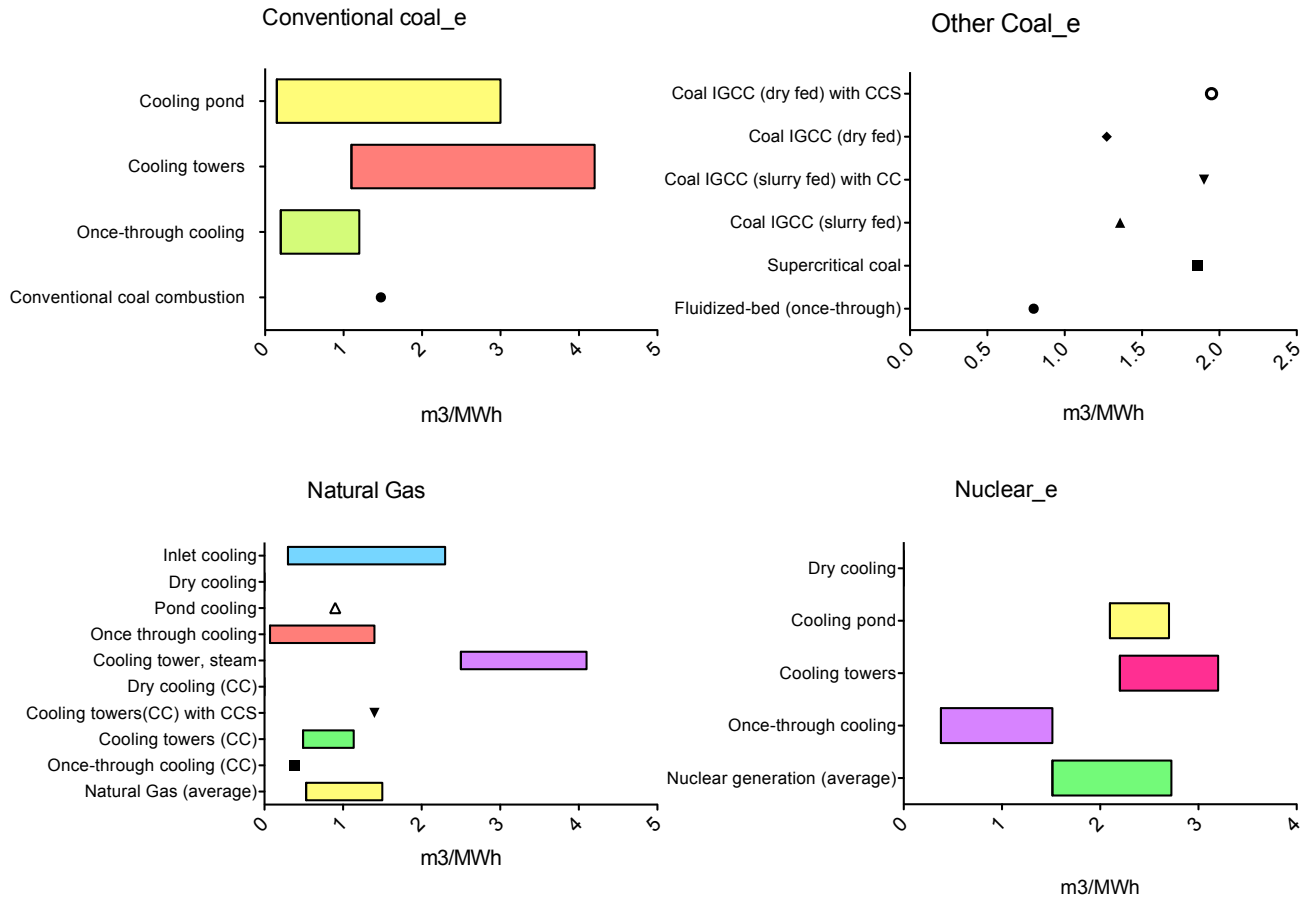 Conventional coal_e
Cooling pond
Cooling towers
Once-through cooling
Conventional coal combustion
0 1 2 3 4 5
m3/MWh
Other Coal_e
Coal IGCC (dry fed) with CCS
Coal IGCC (dry fed)
Coal IGCC (slurry fed) with CC
Coal IGCC (slurry fed)
Supercritical coal
Fluidized-bed (once-through)
0.0 0.5 1.0 1.5 2.0 2.5
m3/MWh
Natural Gas
Inlet cooling
Dry cooling
Pond cooling
Once through cooling
Cooling tower, steam
Dry cooling (CC)
Cooling towers(CC) with CCS
Cooling towers (CC)
Once-through cooling (CC)
Natural Gas (average)
0 1 2 3 4 5
m3/MWh
Nuclear_e
Dry cooling
Cooling pond
Cooling towers
Once-through cooling
Nuclear generation (average)
0 1 2 3 4
m3/MWh